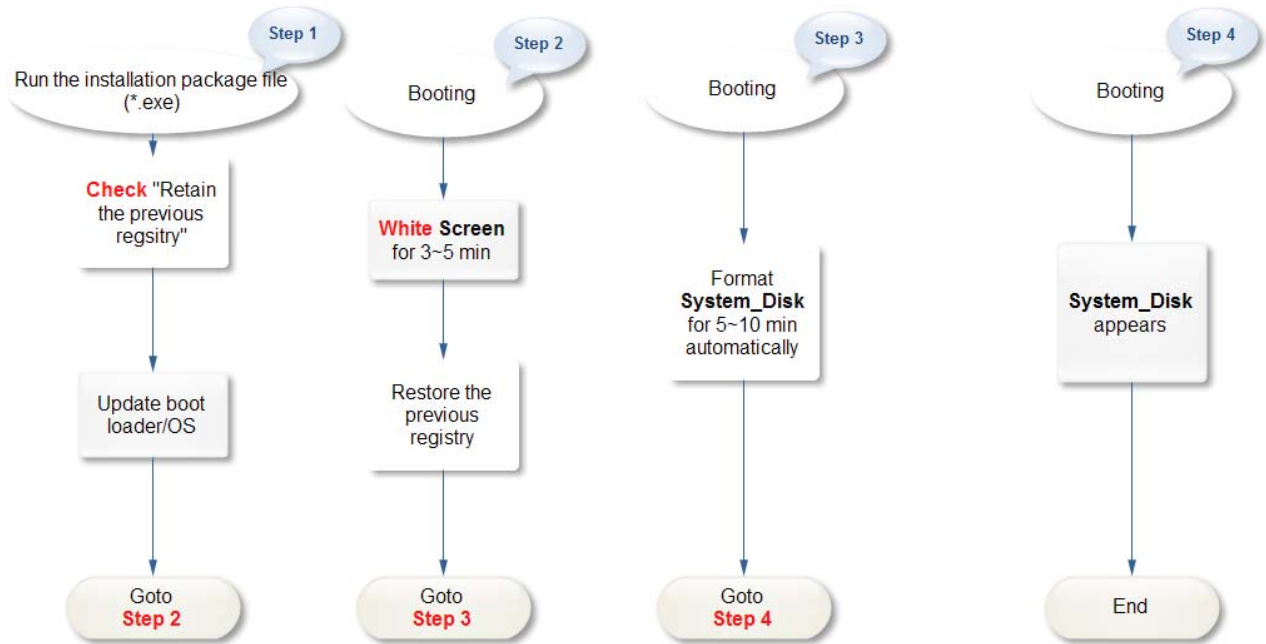 Step 1
Run the installation package file
(*.exe)
Check "Retain
the previous
regsitry"
Update boot
loader/OS
Goto
Step 2
Step 2
Booting
White Screen
for 3~5 min
Restore the
previous
registry
Goto
Step 3
Step 3
Booting
Format
System_Disk
for 5~10 min
automatically
Goto
Step 4
Step 4
Booting
System_Disk
appears
End